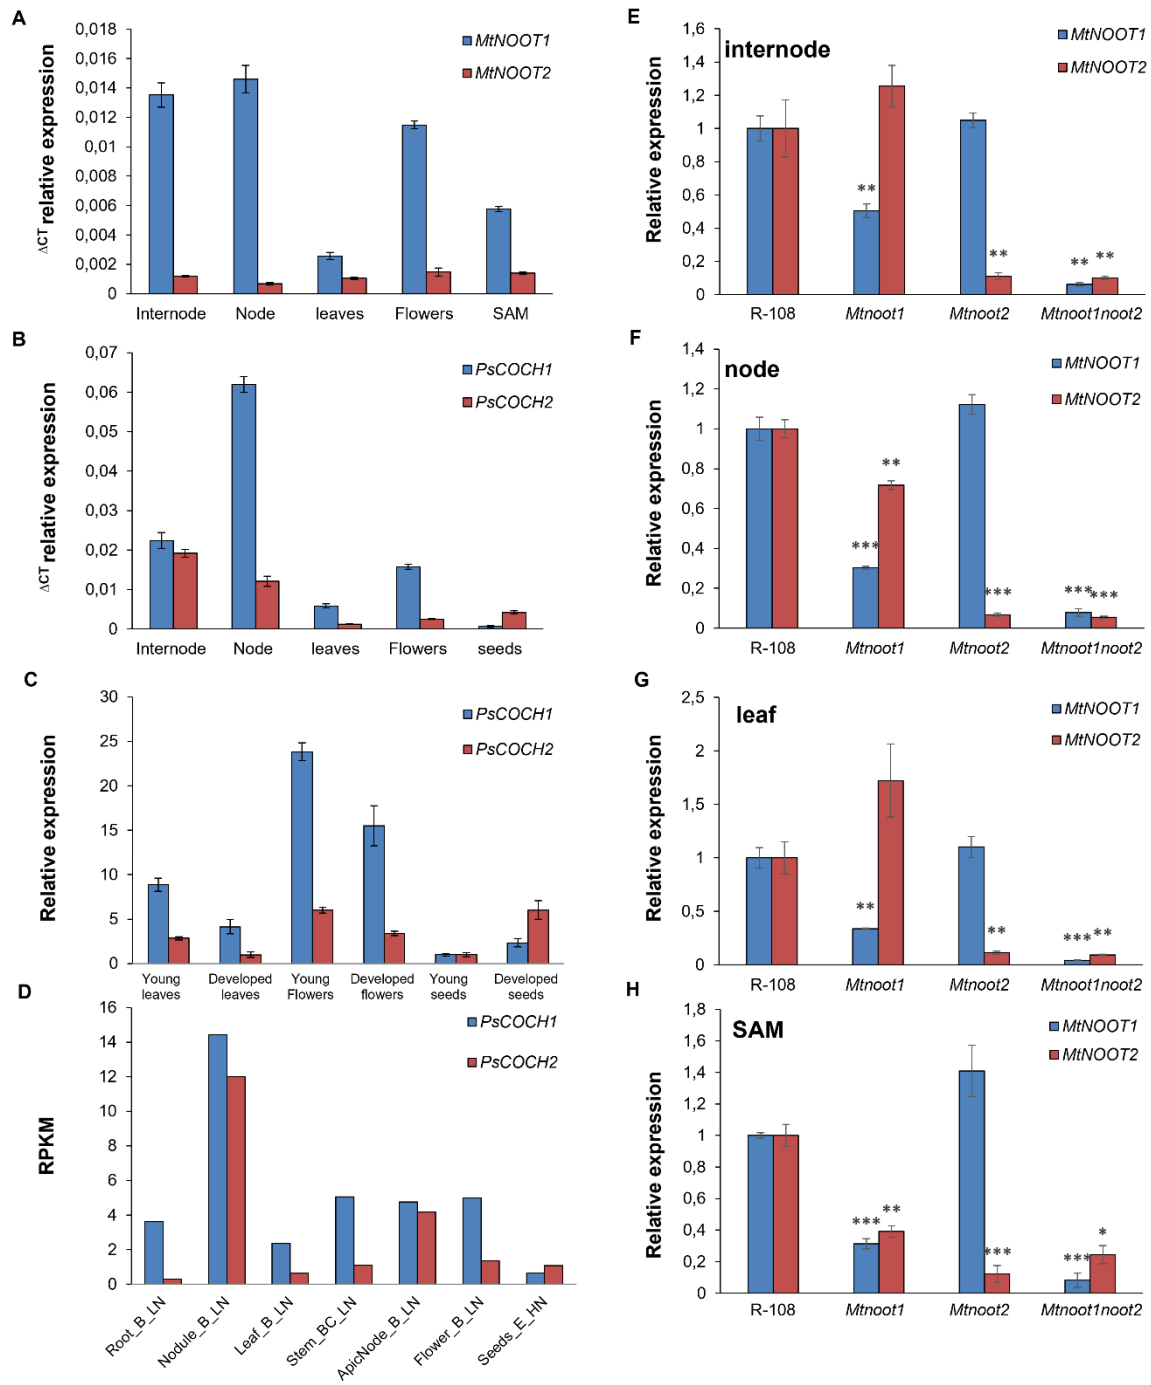 A
0,018
0,016
0,014
0,012
0,01
0,008
0,006
0,004
0,002
0
ΔCT relative expression
MtNOOT1
MtNOOT2
Internode Node leaves Flowers SAM
B
0,07
0,06
0,05
0,04
0,03
0,02
0,01
0
ΔCT relative expression
PsCOCH1
PsCOCH2
Internode Node leaves Flowers seeds
C
30
25
20
15
10
5
0
Relative expression
PsCOCH1
PsCOCH2
Young leaves
Developed leaves
Young Flowers
Developed flowers
Young seeds
Developed seeds
D
16
14
12
10
8
6
4
2
0
RPKM
PsCOCH1
PsCOCH2
Root_B_LN
Nodule_B_LN
Leaf_B_LN
Stem_BC_LN
ApicNode_B_LN
Flower_B_LN
Seeds_E_HN
E
internode
1,6
1,4
1,2
1
0,8
0,6
0,4
0,2
0
Relative expression
MtNOOT1
MtNOOT2
** ** ** **
R-108 Mtnoot1 Mtnoot2 Mtnoot1noot2
F
node
1,4
1,2
1
0,8
0,6
0,4
0,2
0
Relative expression
MtNOOT1
MtNOOT2
*** ** *** *** ***
R-108 Mtnoot1 Mtnoot2 Mtnoot1noot2
G
leaf
2,5
2
1,5
1
0,5
0
Relative expression
MtNOOT1
MtNOOT2
** ** *** **
R-108 Mtnoot1 Mtnoot2 Mtnoot1noot2
H
SAM
1,8
1,6
1,4
1,2
1
0,8
0,6
0,4
0,2
0
Relative expression
MtNOOT1
MtNOOT2
*** ** *** *** *
R-108 Mtnoot1 Mtnoot2 Mtnoot1noot2